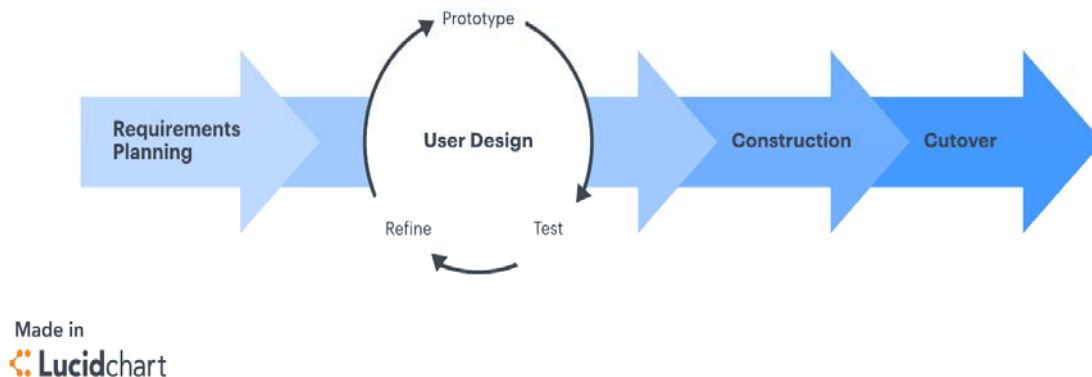 Prototype
Requirements
Planning
User Design
Construction
Cutover
Refine
Test
Made in
Lucidchart